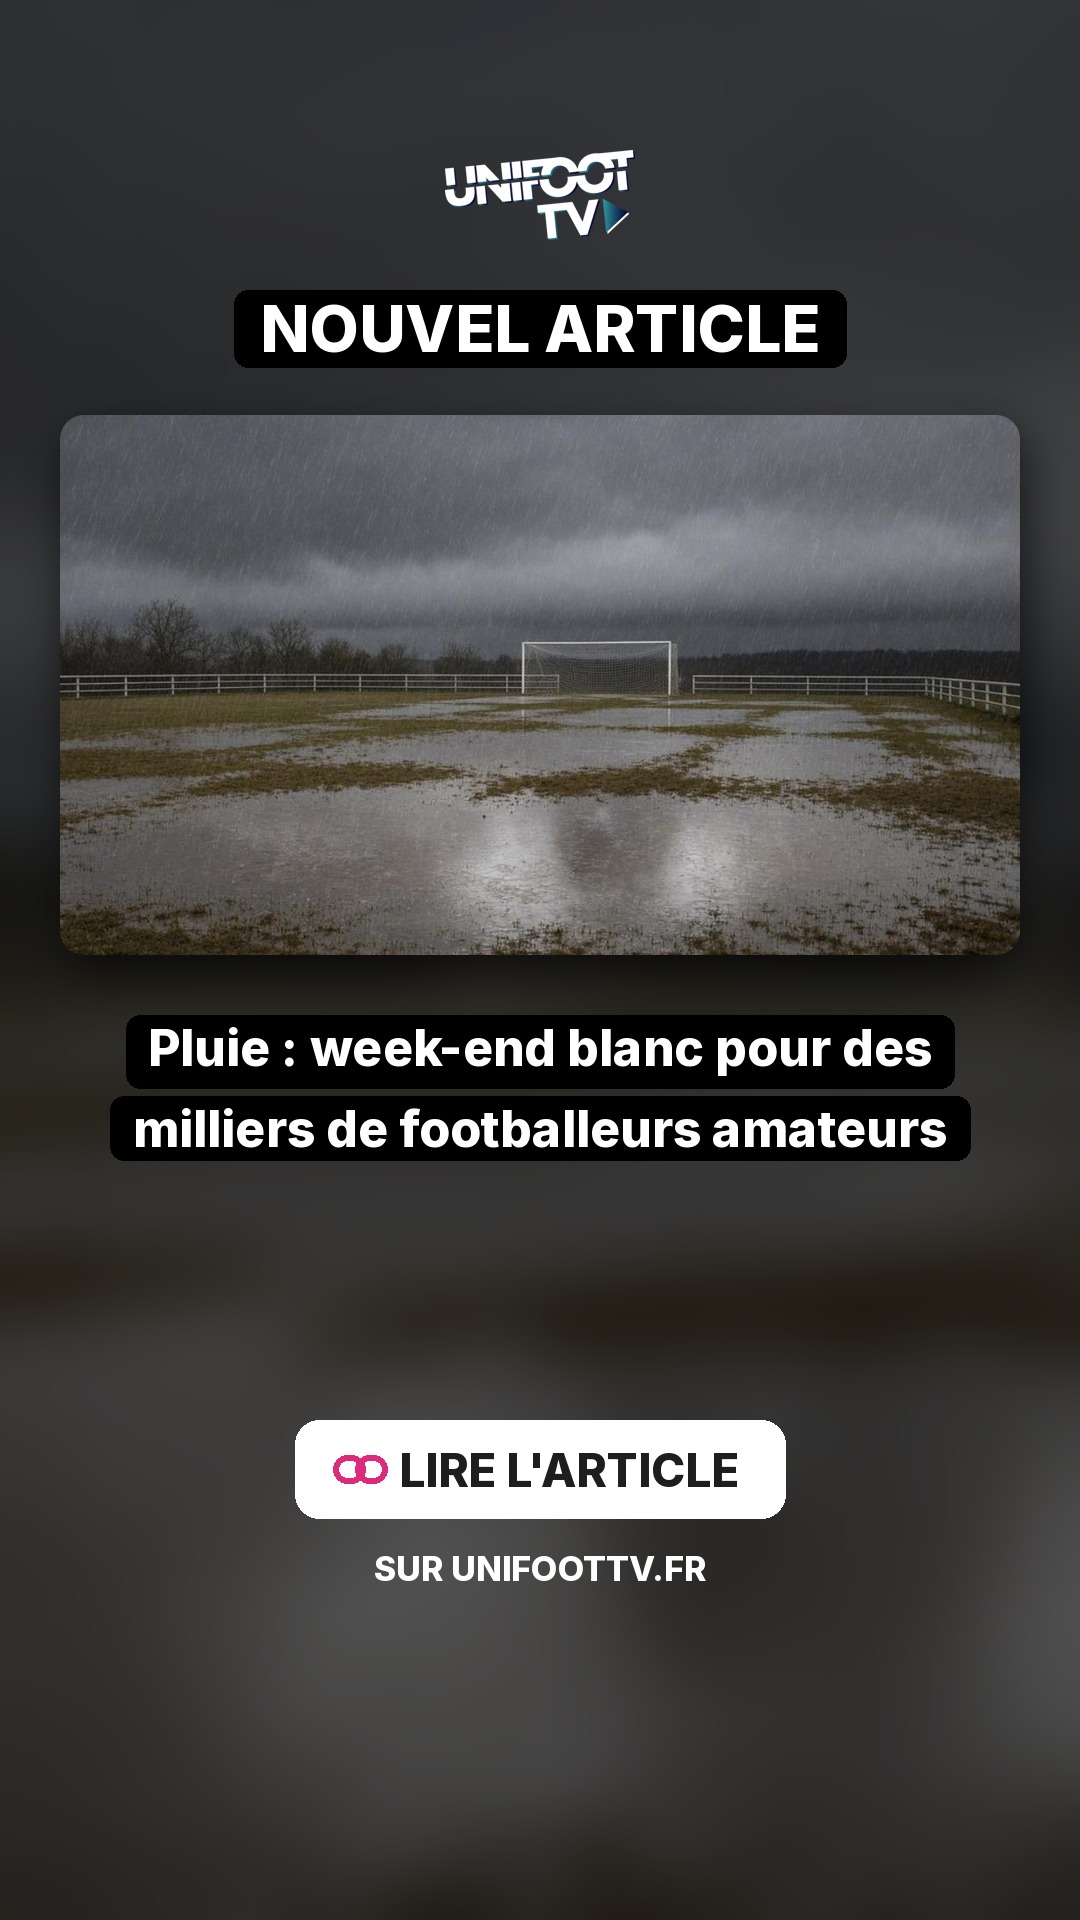 UNIFOOT
TV
NOUVEL ARTICLE
Pluie : week-end blanc pour des
milliers de footballeurs amateurs
LIRE L'ARTICLE
SUR UNIFOOTTV.FR